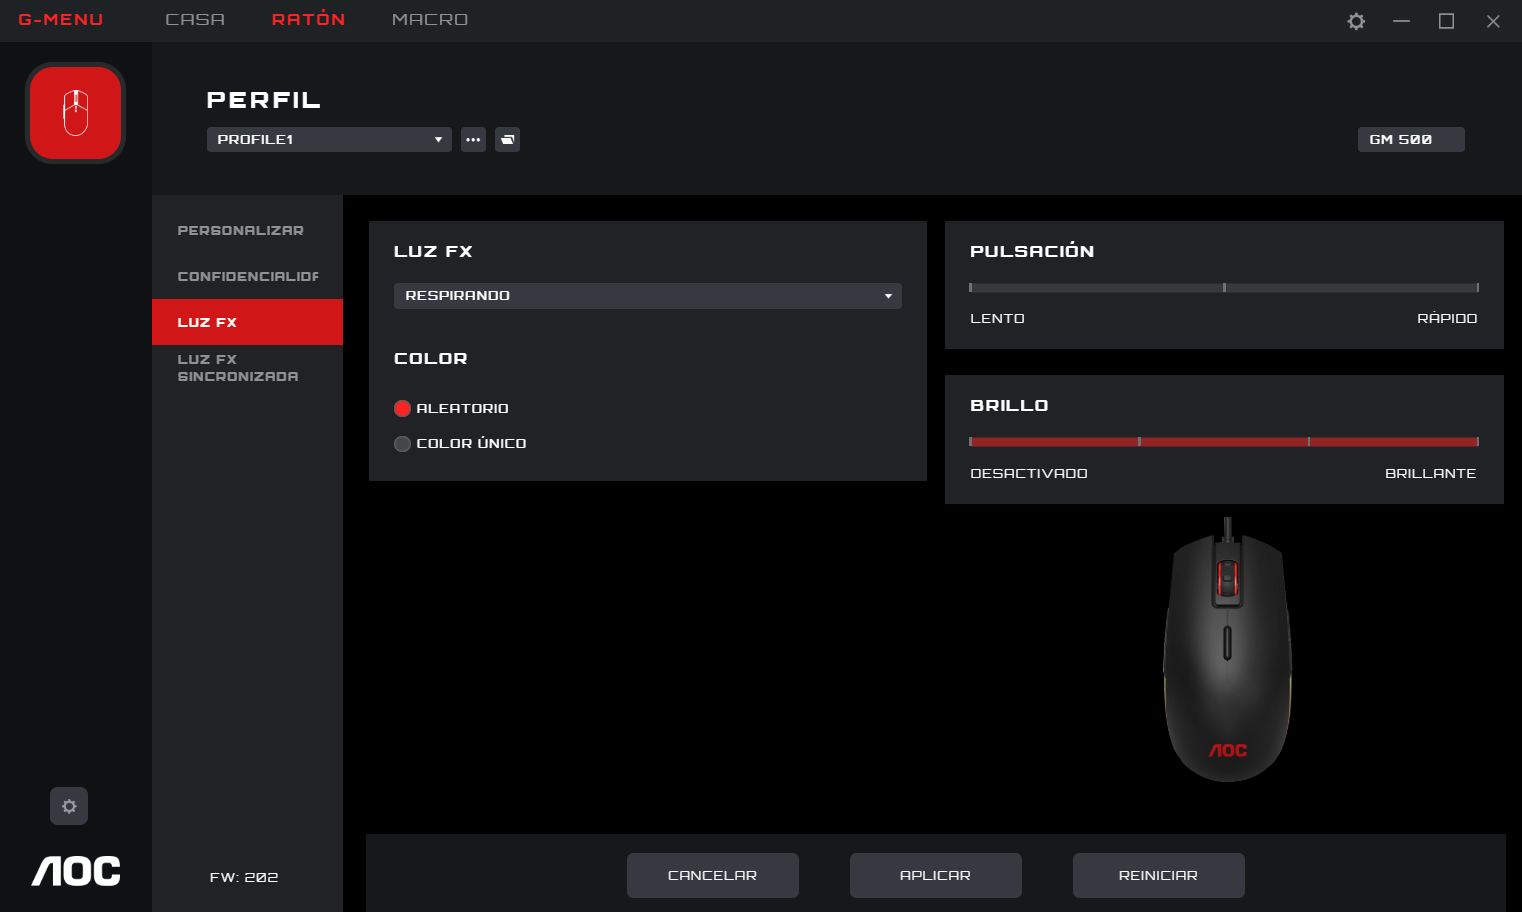 G-MENU CASA RATÓN MACRO
PERFIL
PROFILE1
GM 500
PERSONALIZAR
CONFIDENCIALIDA
LUZ FX
LUZ FX
SINCRONIZADA
FW: 202
LUZ FX
RESPIRANDO
COLOR
ALEATORIO
COLOR ÚNICO
PULSACIÓN
LENTO RÁPIDO
BRILLO
DESACTIVADO BRILLANTE
AOC
AOC
CANCELAR APLICAR REINICIAR